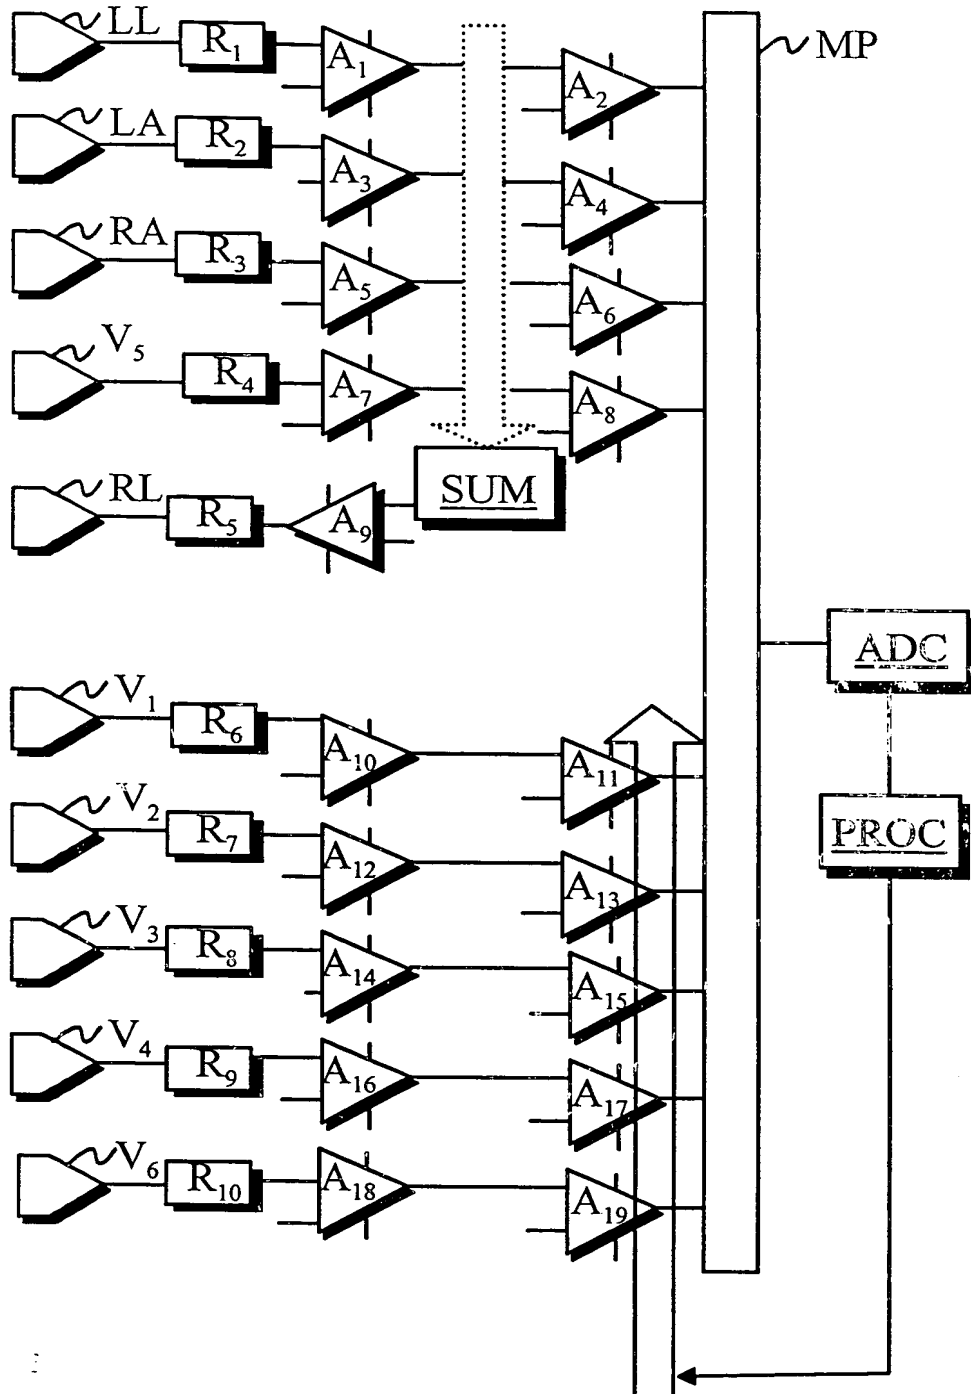 LL R1 A1 A2 MP
LA R2 A3 A4
RA R3 A5 A6
V5 R4 A7 A8
RL R5 A9 SUM
ADC
V1 R6 A10 A11
V2 R7 A12 A13 PROC
V3 R8 A14 A15
V4 R9 A16 A17
V6 R10 A18 A19